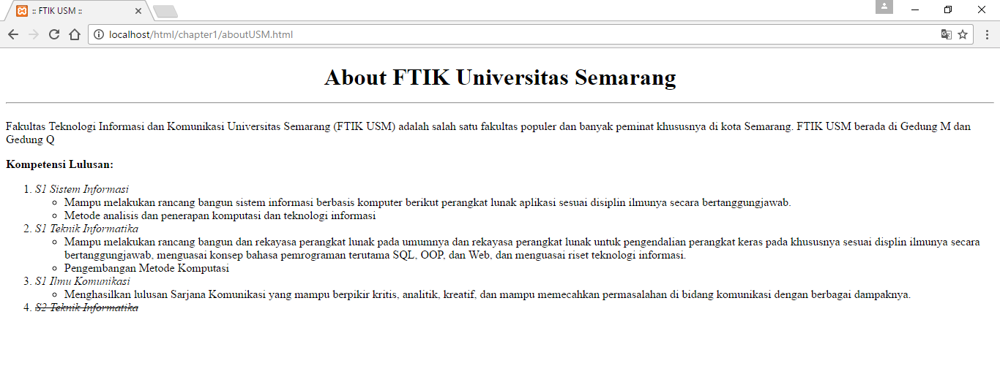 :: FTIK USM ::
localhost/html/chapter1/aboutUSM.html
About FTIK Universitas Semarang
Fakultas Teknologi Informasi dan Komunikasi Universitas Semarang (FTIK USM) adalah salah satu fakultas populer dan banyak peminat khususnya di kota Semarang. FTIK USM berada di Gedung M dan
Gedung Q
Kompetensi Lulusan:
1. S1 Sistem Informasi
Mampu melakukan rancang bangun sistem informasi berbasis komputer berikut perangkat lunak aplikasi sesuai disiplin ilmunya secara bertanggungjawab.
Metode analisis dan penerapan komputasi dan teknologi informasi
2. S1 Teknik Informatika
Mampu melakukan rancang bangun dan rekayasa perangkat lunak pada umumnya dan rekayasa perangkat lunak untuk pengendalian perangkat keras pada khususnya sesuai displin ilmunya secara
bertanggungjawab, menguasai konsep bahasa pemrograman terutama SQL, OOP, dan Web, dan menguasai riset teknologi informasi.
Pengembangan Metode Komputasi
3. S1 Ilmu Komunikasi
Menghasilkan lulusan Sarjana Komunikasi yang mampu berpikir kritis, analitik, kreatif, dan mampu memecahkan permasalahan di bidang komunikasi dengan berbagai dampaknya.
4. S2 Teknik Informatika